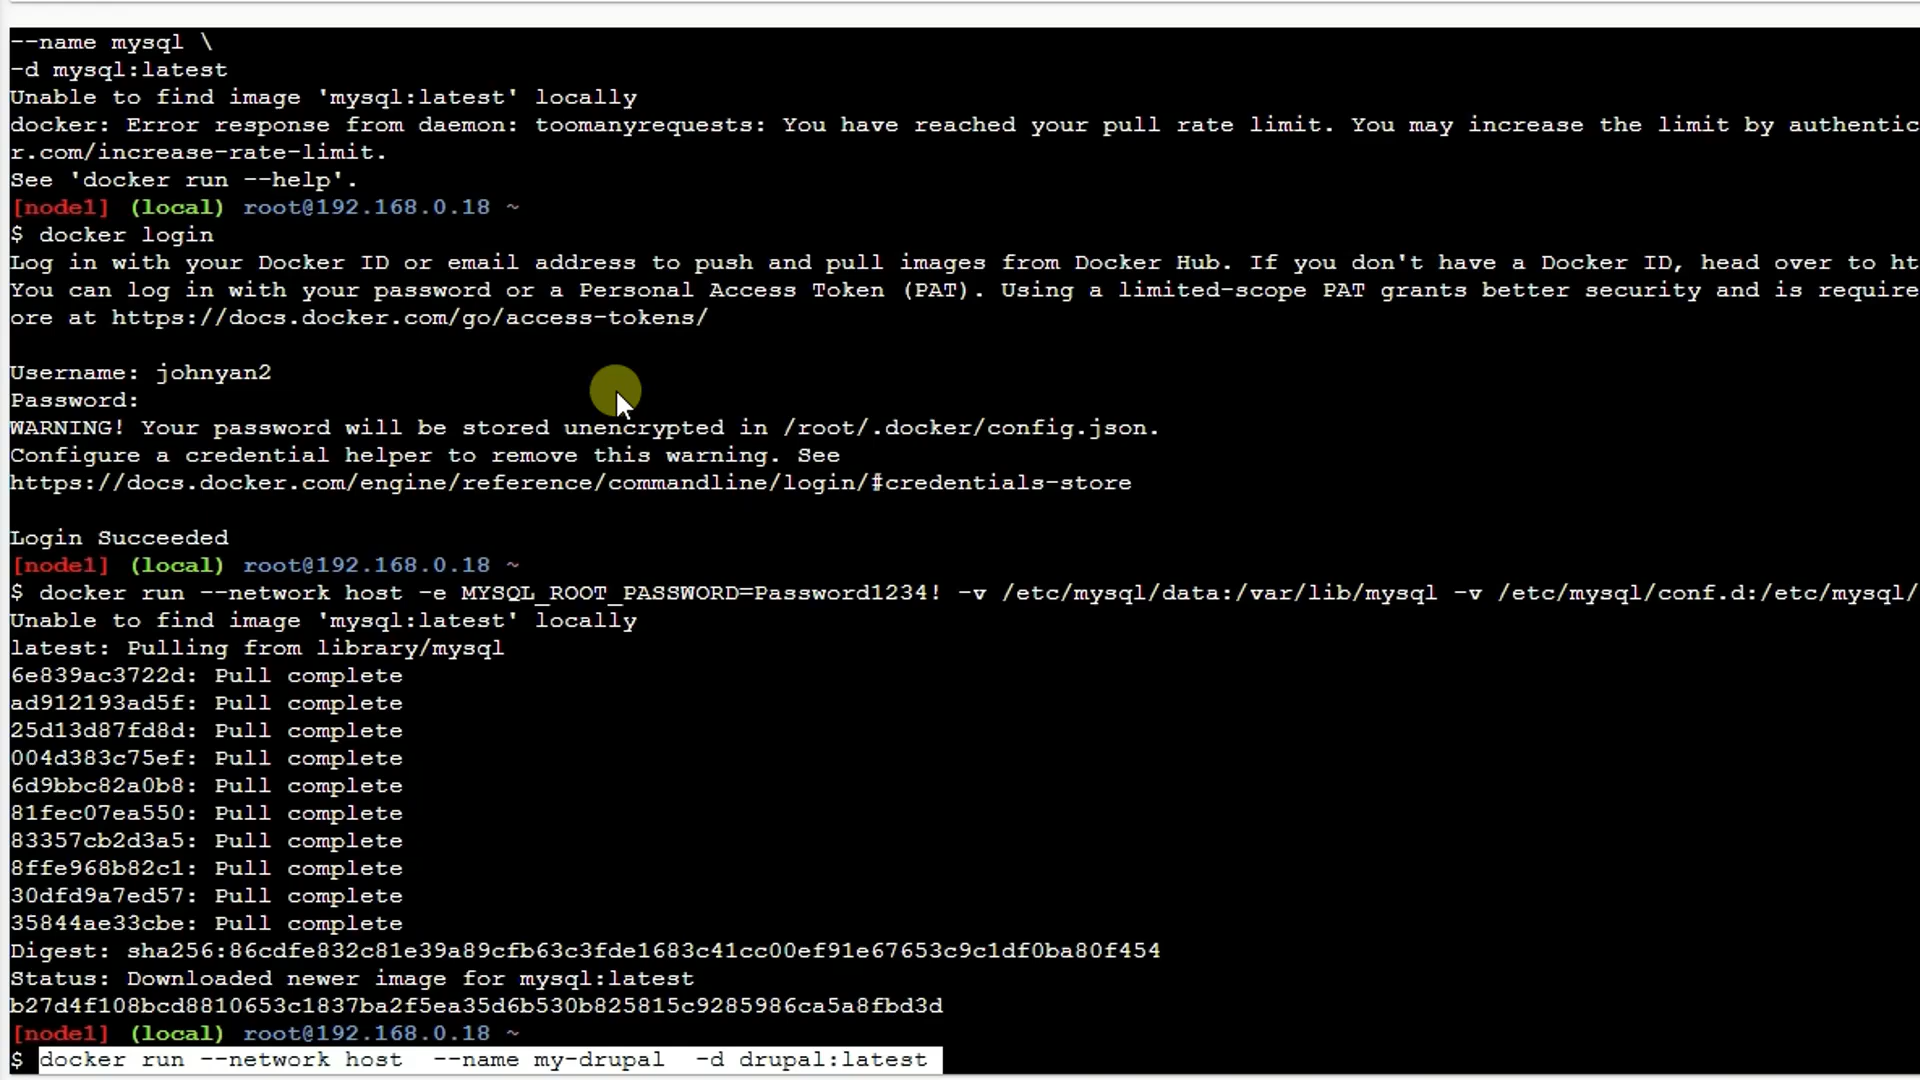 --name mysql \
-d mysql:latest
Unable to find image 'mysql:latest' locally
docker: Error response from daemon: toomanyrequests: You have reached your pull rate limit. You may increase the limit by authentic
r.com/increase-rate-limit.
See 'docker run --help'.
[node1] (local) root@192.168.0.18 ~
$ docker login
Log in with your Docker ID or email address to push and pull images from Docker Hub. If you don't have a Docker ID, head over to ht
You can log in with your password or a Personal Access Token (PAT). Using a limited-scope PAT grants better security and is require
ore at https://docs.docker.com/go/access-tokens/
Username: johnyan2
Password:
WARNING! Your password will be stored unencrypted in /root/.docker/config.json.
Configure a credential helper to remove this warning. See
https://docs.docker.com/engine/reference/commandline/login/#credentials-store
Login Succeeded
[node1] (local) root@192.168.0.18 ~
$ docker run --network host -e MYSQL_ROOT_PASSWORD=Password1234! -v /etc/mysql/data:/var/lib/mysql -v /etc/mysql/conf.d:/etc/mysql/
Unable to find image 'mysql:latest' locally
latest: Pulling from library/mysql
6e839ac3722d: Pull complete
ad912193ad5f: Pull complete
25d13d87fd8d: Pull complete
004d383c75ef: Pull complete
6d9bbc82a0b8: Pull complete
81fec07ea550: Pull complete
83357cb2d3a5: Pull complete
8ffe968b82c1: Pull complete
30dfd9a7ed57: Pull complete
35844ae33cbe: Pull complete
Digest: sha256:86cdfe832c81e39a89cfb63c3fde1683c41cc00ef91e67653c9c1df0ba80f454
Status: Downloaded newer image for mysql:latest
b27d4f108bcd8810653c1837ba2f5ea35d6b530b825815c9285986ca5a8fbd3d
[node1] (local) root@192.168.0.18 ~
$ docker run --network host  --name my-drupal  -d drupal:latest